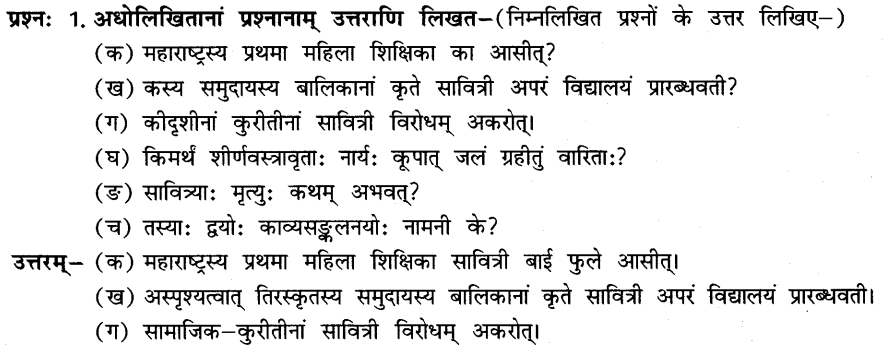 प्रश्नः 1. अधोलिखितानां प्रश्नानाम् उत्तराणि लिखत–(निम्नलिखित प्रश्नों के उत्तर लिखिए–)
(क) महाराष्ट्रस्य प्रथमा महिला शिक्षिका का आसीत्?
(ख) कस्य समुदायस्य बालिकानां कृते सावित्री अपरं विद्यालयं प्रारब्धवती?
(ग) कीदृशीनां कुरीतीनां सावित्री विरोधम् अकरोत्।
(घ) किमर्थं शीर्णवस्त्रावृताः नार्यः कूपात् जलं ग्रहीतुं वारिताः?
(ङ) सावित्र्याः मृत्युः कथम् अभवत्?
(च) तस्याः द्वयोः काव्यसङ्कलनयोः नामनी के?
उत्तरम्– (क) महाराष्ट्रस्य प्रथमा महिला शिक्षिका सावित्री बाई फुले आसीत्।
(ख) अस्पृश्यत्वात् तिरस्कृतस्य समुदायस्य बालिकानां कृते सावित्री अपरं विद्यालयं प्रारब्धवती।
(ग) सामाजिक–कुरीतीनां सावित्री विरोधम् अकरोत्।